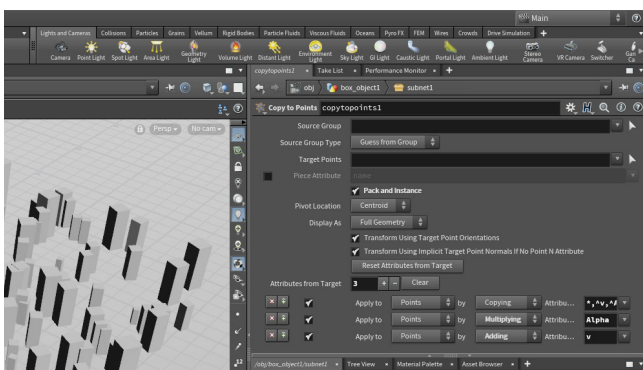 Main
Lights and Cameras Collisions Particles Grains Vellum Rigid Bodies Particle Fluids Viscous Fluids Oceans Pyro FX FEM Wires Crowds Drive Simulation +
Camera Point Light Spot Light Area Light Geometry Light Volume Light Distant Light Environment Light Sky Light GI Light Caustic Light Portal Light Ambient Light Stereo Camera VR Camera Switcher
copytopoints1 × Take List × Performance Monitor × +
obj box_object1 subnet1
Copy to Points copytopoints1
Persp No cam
Source Group
Source Group Type Guess from Group
Target Points
Piece Attribute name
Pack and Instance
Pivot Location Centroid
Display As Full Geometry
Transform Using Target Point Orientations
Transform Using Implicit Target Point Normals If No Point N Attribute
Reset Attributes from Target
Attributes from Target 3 + − Clear
Apply to Points by Copying Attribu... *,^v,^A
Apply to Points by Multiplying Attribu... Alpha
Apply to Points by Adding Attribu... v
/obj/box_object1/subnet1 × Tree View × Material Palette × Asset Browser × +